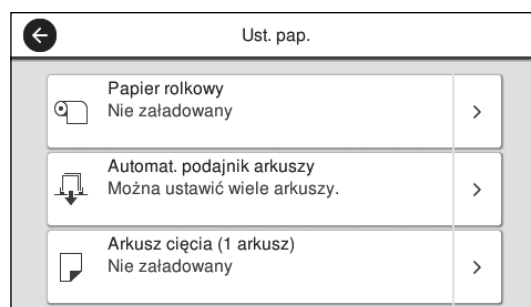 Ust. pap.
Papier rolkowy
Nie załadowany
Automat. podajnik arkuszy
Można ustawić wiele arkuszy.
Arkusz cięcia (1 arkusz)
Nie załadowany